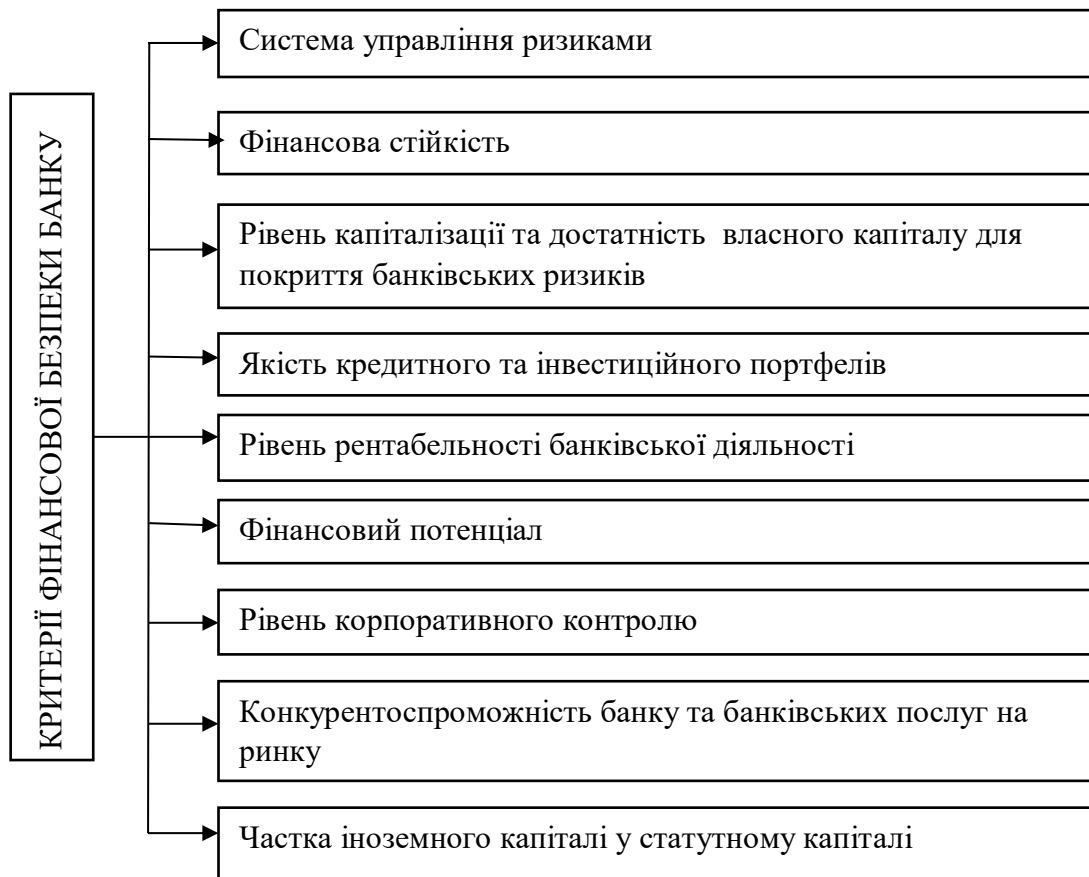 КРИТЕРІЇ ФІНАНСОВОЇ БЕЗПЕКИ БАНКУ
Система управління ризиками
Фінансова стійкість
Рівень капіталізації та достатність власного капіталу для
покриття банківських ризиків
Якість кредитного та інвестиційного портфелів
Рівень рентабельності банківської діяльності
Фінансовий потенціал
Рівень корпоративного контролю
Конкурентоспроможність банку та банківських послуг на
ринку
Частка іноземного капіталі у статутному капіталі